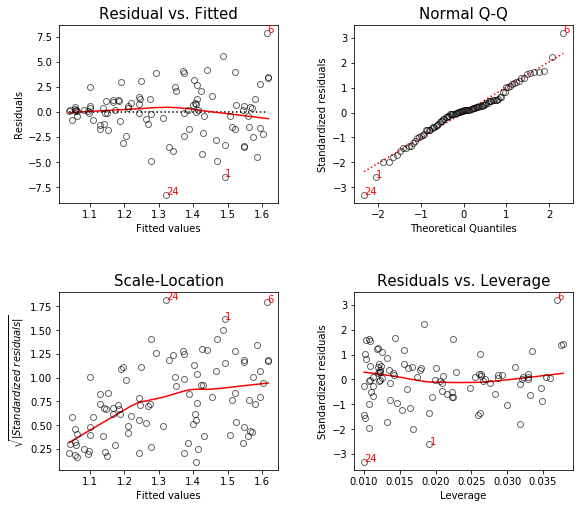 Residual vs. Fitted
Residuals
7.5
5.0
2.5
0.0
−2.5
−5.0
−7.5
6
1
24
1.1 1.2 1.3 1.4 1.5 1.6
Fitted values
Normal Q-Q
Standardized residuals
3
2
1
0
−1
−2
−3
6
1
24
−2 −1 0 1 2
Theoretical Quantiles
Scale-Location
√|Standardized residuals|
1.75
1.50
1.25
1.00
0.75
0.50
0.25
24
6
1
1.1 1.2 1.3 1.4 1.5 1.6
Fitted values
Residuals vs. Leverage
Standardized residuals
3
2
1
0
−1
−2
−3
6
1
24
0.010 0.015 0.020 0.025 0.030 0.035
Leverage